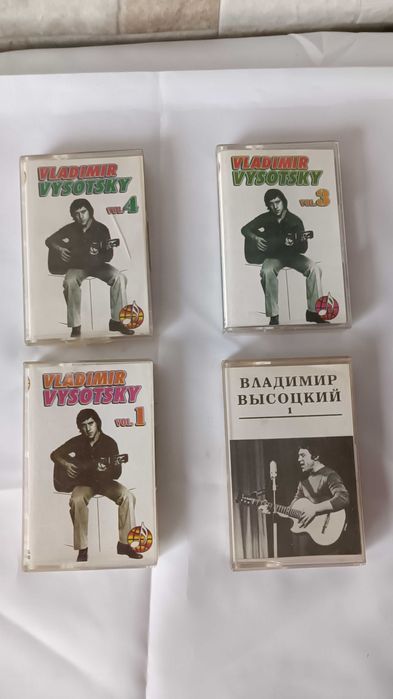 VLADIMIR
VYSOTSKY
VOL.4
VLADIMIR
VYSOTSKY
VOL.3
VLADIMIR
VYSOTSKY
VOL.1
ВЛАДИМИР
ВЫСОЦКИЙ
1